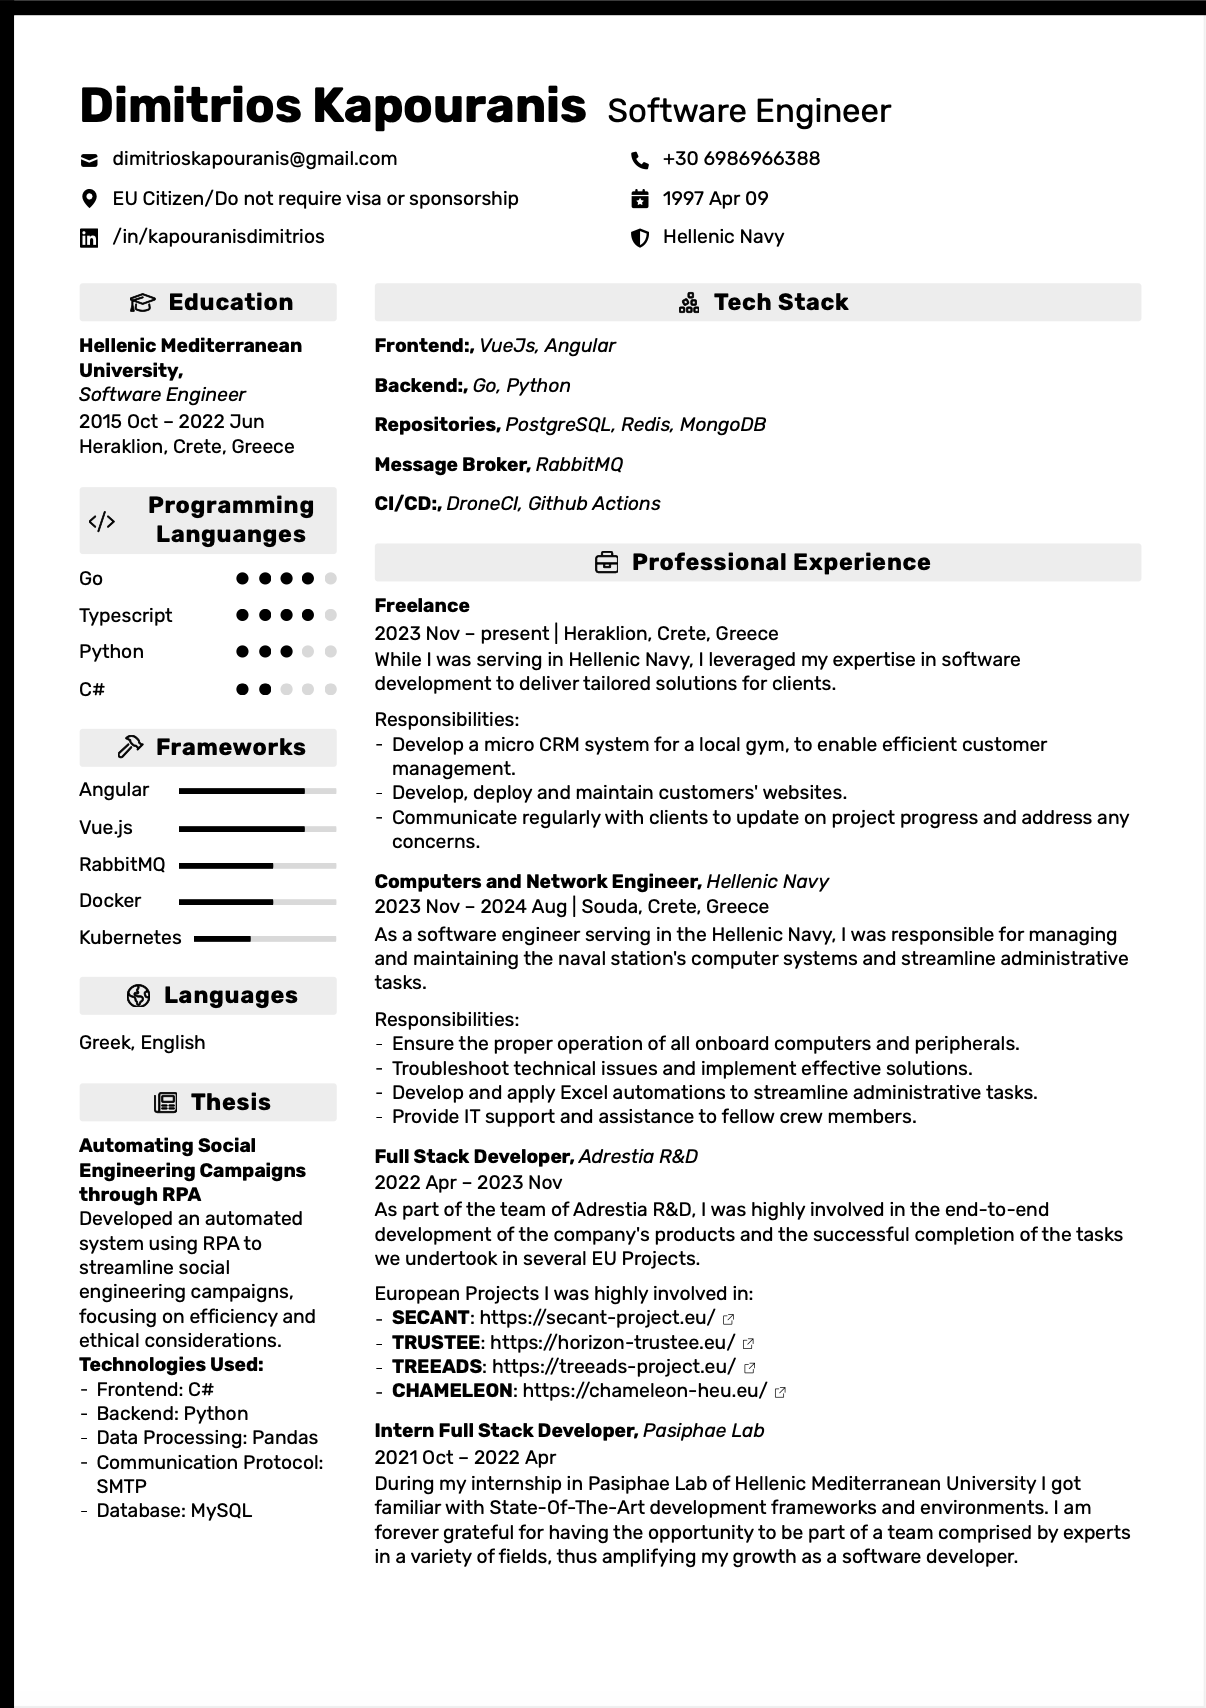 Dimitrios Kapouranis Software Engineer
dimitrioskapouranis@gmail.com
+30 6986966388
EU Citizen/Do not require visa or sponsorship
1997 Apr 09
/in/kapouranisdimitrios
Hellenic Navy
Education
Hellenic Mediterranean
University,
Software Engineer
2015 Oct – 2022 Jun
Heraklion, Crete, Greece
Programming
Languanges
Go
Typescript
Python
C#
Frameworks
Angular
Vue.js
RabbitMQ
Docker
Kubernetes
Languages
Greek, English
Thesis
Automating Social
Engineering Campaigns
through RPA
Developed an automated
system using RPA to
streamline social
engineering campaigns,
focusing on efficiency and
ethical considerations.
Technologies Used:
- Frontend: C#
- Backend: Python
- Data Processing: Pandas
- Communication Protocol:
SMTP
- Database: MySQL
Tech Stack
Frontend:, VueJs, Angular
Backend:, Go, Python
Repositories, PostgreSQL, Redis, MongoDB
Message Broker, RabbitMQ
CI/CD:, DroneCI, Github Actions
Professional Experience
Freelance
2023 Nov – present | Heraklion, Crete, Greece
While I was serving in Hellenic Navy, I leveraged my expertise in software
development to deliver tailored solutions for clients.
Responsibilities:
- Develop a micro CRM system for a local gym, to enable efficient customer
management.
- Develop, deploy and maintain customers' websites.
- Communicate regularly with clients to update on project progress and address any
concerns.
Computers and Network Engineer, Hellenic Navy
2023 Nov – 2024 Aug | Souda, Crete, Greece
As a software engineer serving in the Hellenic Navy, I was responsible for managing
and maintaining the naval station's computer systems and streamline administrative
tasks.
Responsibilities:
- Ensure the proper operation of all onboard computers and peripherals.
- Troubleshoot technical issues and implement effective solutions.
- Develop and apply Excel automations to streamline administrative tasks.
- Provide IT support and assistance to fellow crew members.
Full Stack Developer, Adrestia R&D
2022 Apr – 2023 Nov
As part of the team of Adrestia R&D, I was highly involved in the end-to-end
development of the company's products and the successful completion of the tasks
we undertook in several EU Projects.
European Projects I was highly involved in:
- SECANT: https://secant-project.eu/
- TRUSTEE: https://horizon-trustee.eu/
- TREEADS: https://treeads-project.eu/
- CHAMELEON: https://chameleon-heu.eu/
Intern Full Stack Developer, Pasiphae Lab
2021 Oct – 2022 Apr
During my internship in Pasiphae Lab of Hellenic Mediterranean University I got
familiar with State-Of-The-Art development frameworks and environments. I am
forever grateful for having the opportunity to be part of a team comprised by experts
in a variety of fields, thus amplifying my growth as a software developer.